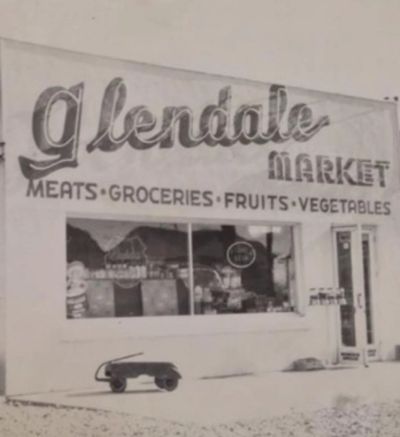 glendale
MARKET
MEATS · GROCERIES · FRUITS · VEGETABLES